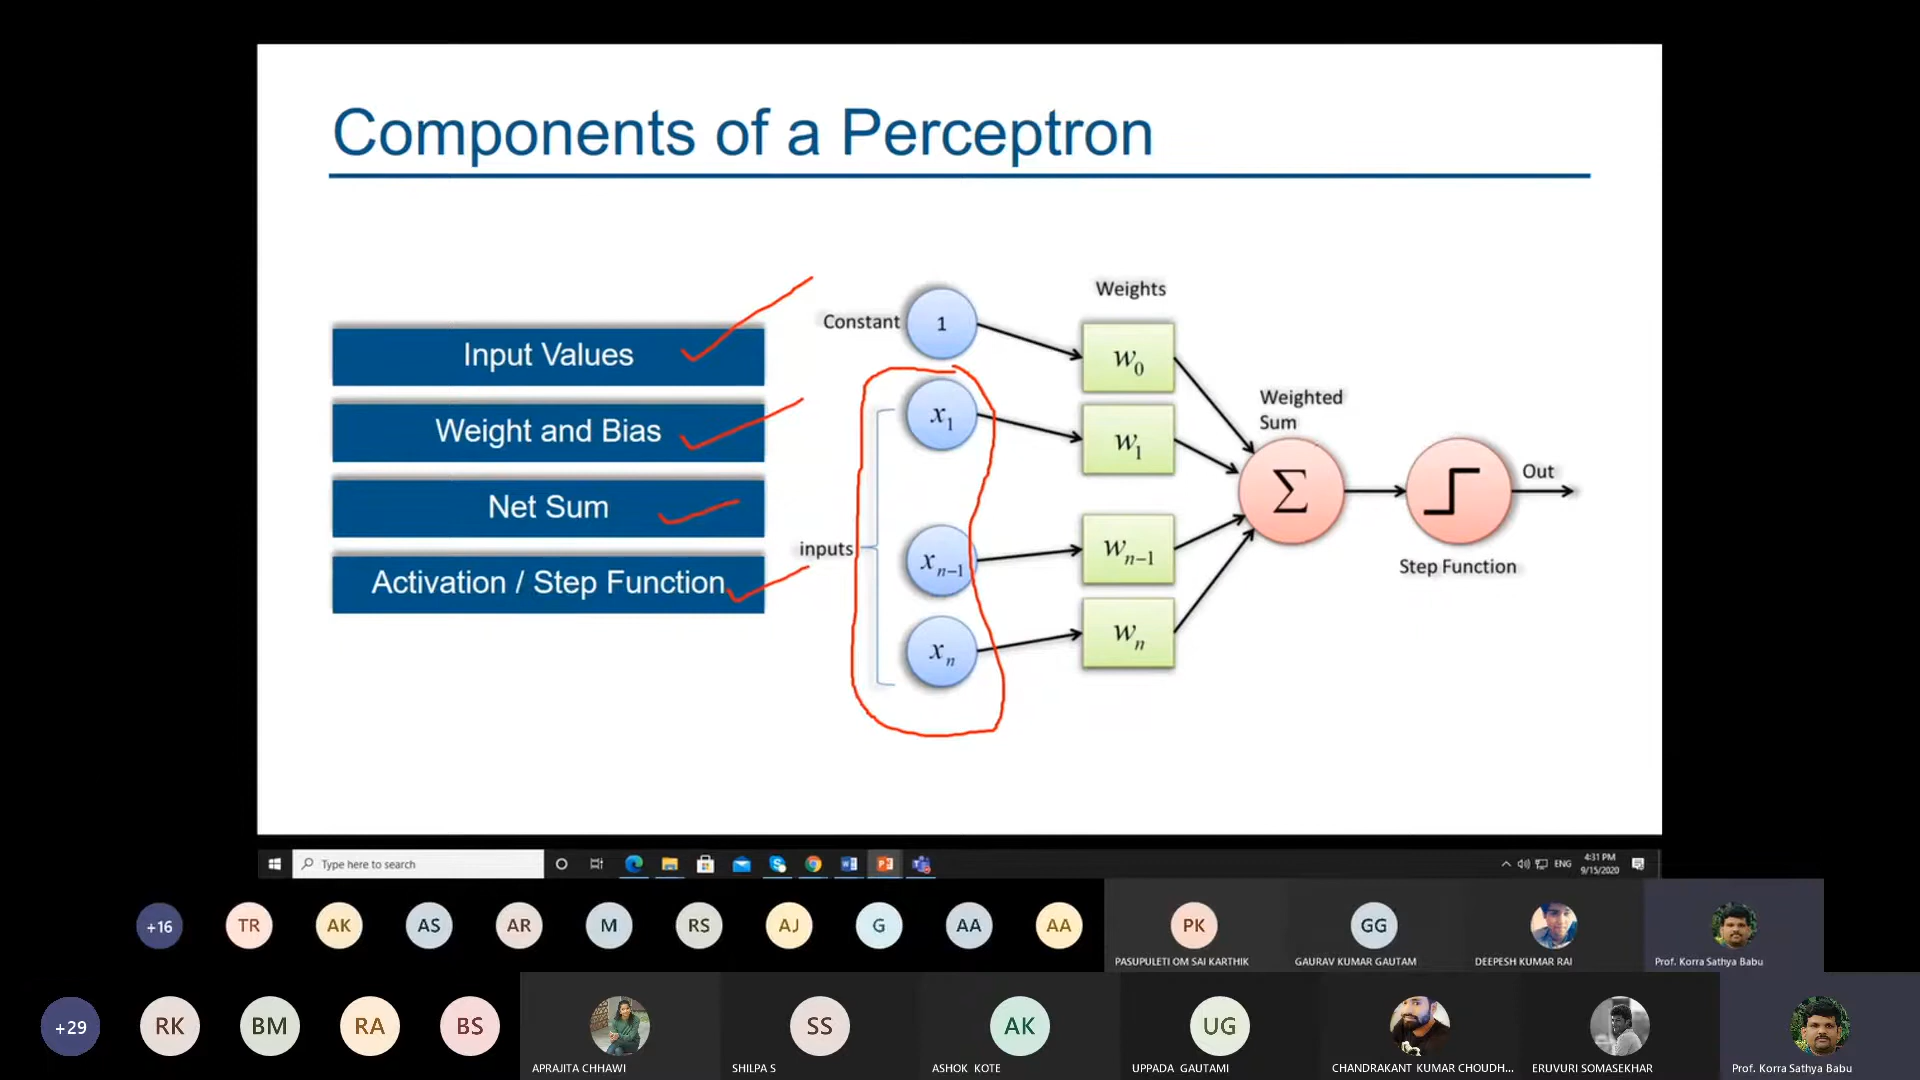 Components of a Perceptron
Input Values
Weight and Bias
Net Sum
Activation / Step Function
Constant
1
inputs
x1
xn−1
xn
Weights
w0
w1
wn−1
wn
Weighted
Sum
Σ
Step Function
Out
Type here to search
ENG
4:31 PM
9/15/2020
+16
TR
AK
AS
AR
M
RS
AJ
G
AA
AA
PK
PASUPULETI OM SAI KARTHIK
GG
GAURAV KUMAR GAUTAM
DEEPESH KUMAR RAI
Prof. Korra Sathya Babu
+29
RK
BM
RA
BS
APRAJITA CHHAWI
SS
SHILPA S
AK
ASHOK KOTE
UG
UPPADA GAUTAMI
CHANDRAKANT KUMAR CHOUDH...
ERUVURI SOMASEKHAR
Prof. Korra Sathya Babu